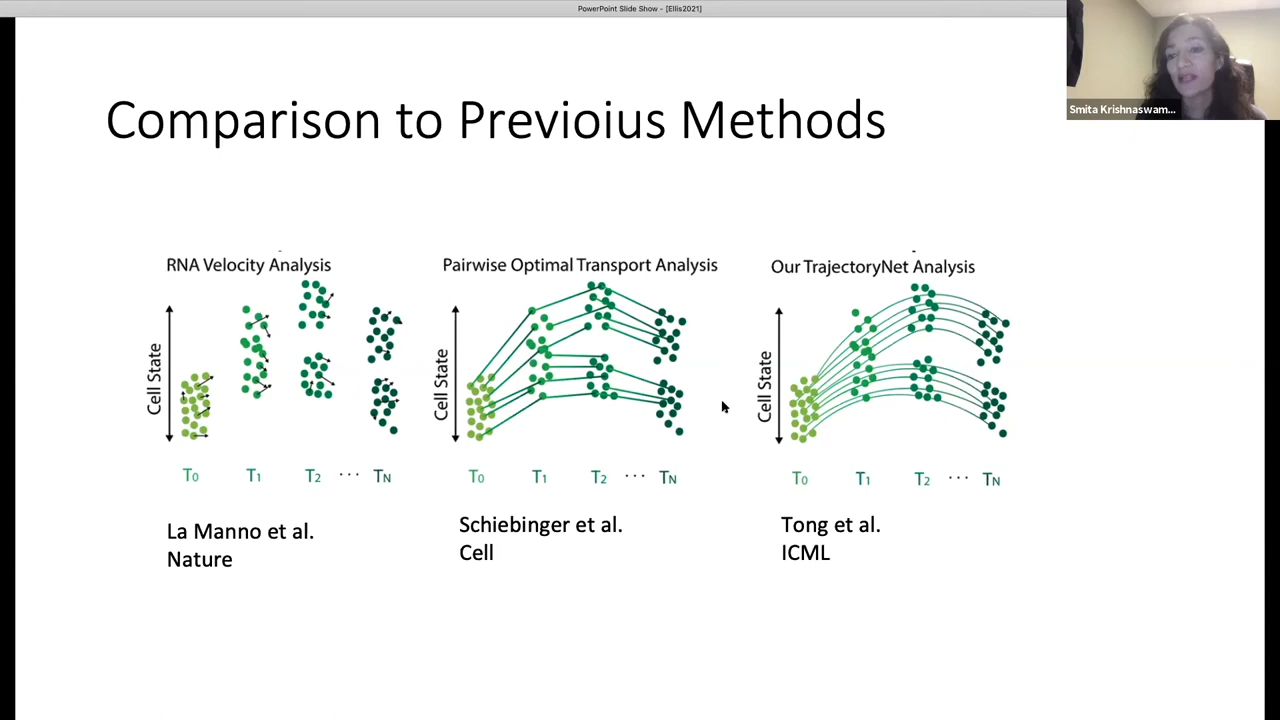 PowerPoint Slide Show - [Ellis2021]
Smita Krishnaswam...
Comparison to Previoius Methods
RNA Velocity Analysis
Cell State
T0 T1 T2 ... TN
La Manno et al.
Nature
Pairwise Optimal Transport Analysis
Cell State
T0 T1 T2 ... TN
Schiebinger et al.
Cell
Our TrajectoryNet Analysis
Cell State
T0 T1 T2 ... TN
Tong et al.
ICML